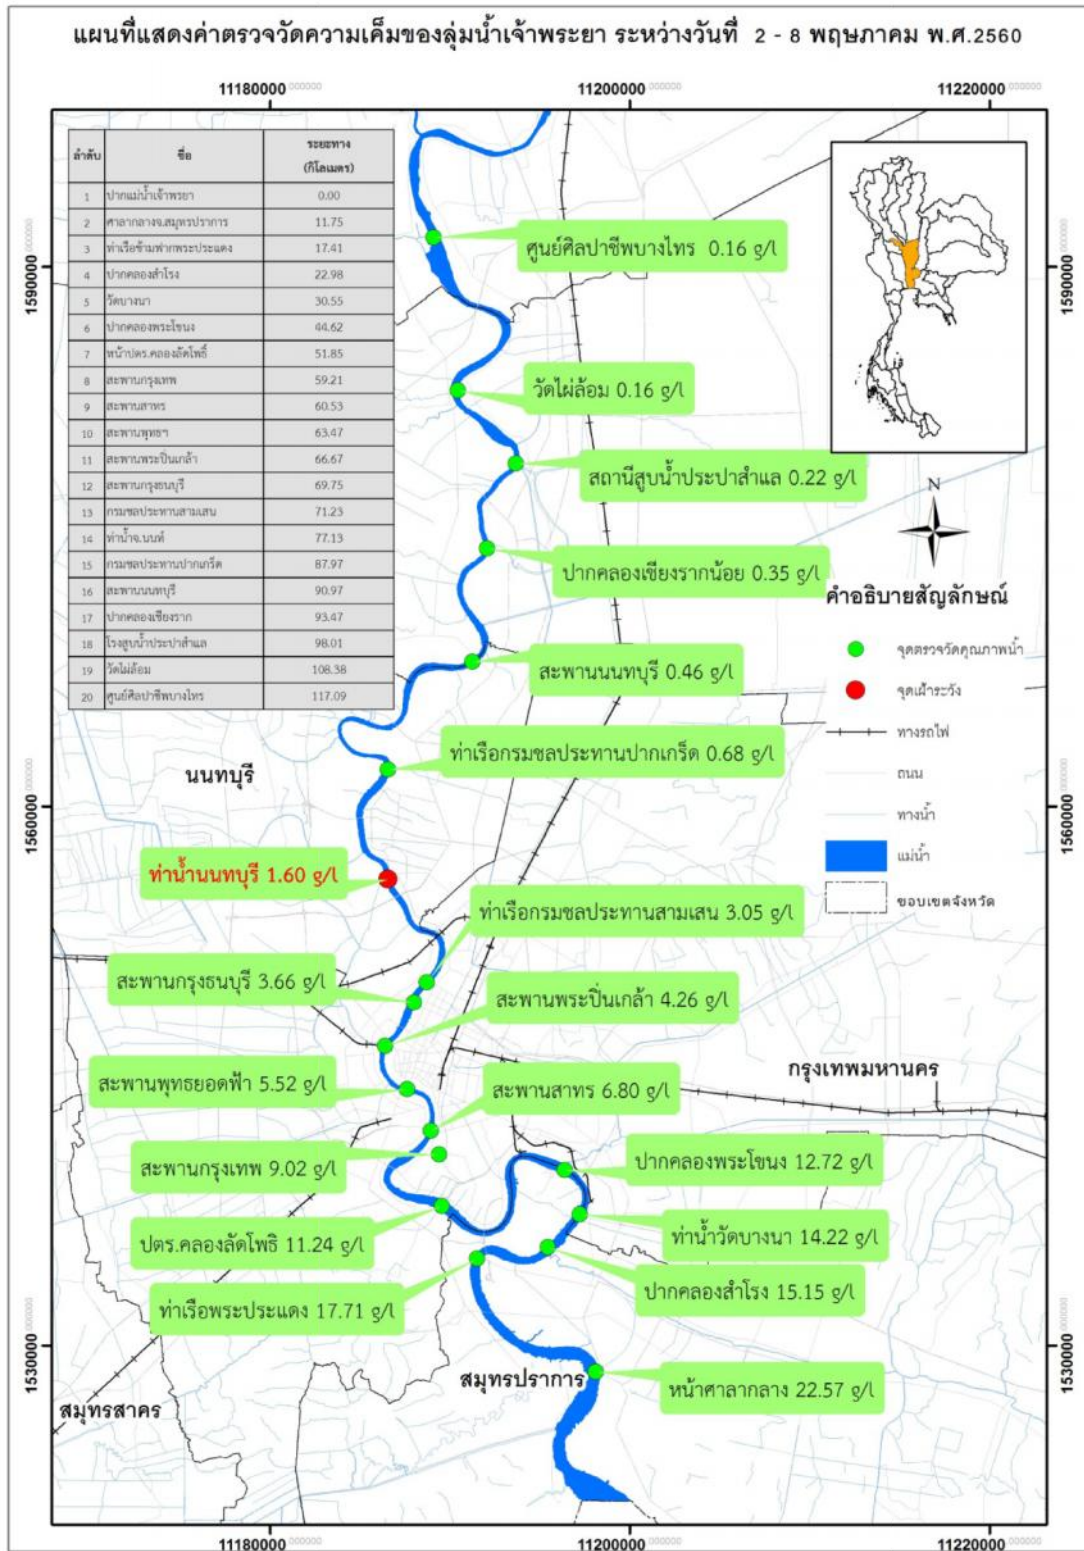 แผนที่แสดงค่าตรวจวัดความเค็มของลุ่มน้ำเจ้าพระยา ระหว่างวันที่ 2 - 8 พฤษภาคม พ.ศ.2560
11180000.000000
11200000.000000
11220000.000000
ลำดับ ชื่อ ระยะทาง (กิโลเมตร)
1 ปากแม่น้ำเจ้าพรยา 0.00
2 ศาลากลางจ.สมุทรปราการ 11.75
3 ท่าเรือข้ามฟากพระประแดง 17.41
4 ปากคลองสำโรง 22.98
5 วัดบางนา 30.55
6 ปากคลองพระโขนง 44.62
7 หน้าปตร.คลองลัดโพธิ์ 51.85
8 สะพานกรุงเทพ 59.21
9 สะพานสาทร 60.53
10 สะพานพุทธฯ 63.47
11 สะพานพระปิ่นเกล้า 66.67
12 สะพานกรุงธนบุรี 69.75
13 กรมชลประทานสามเสน 71.23
14 ท่าน้ำจ.นนท์ 77.13
15 กรมชลประทานปากเกร็ด 87.97
16 สะพานนนทบุรี 90.97
17 ปากคลองเชียงราก 93.47
18 โรงสูบน้ำประปาสำแล 98.01
19 วัดไผ่ล้อม 108.38
20 ศูนย์ศิลปาชีพบางไทร 117.09
ศูนย์ศิลปาชีพบางไทร 0.16 g/l
1590000.000000
1590000.000000
วัดไผ่ล้อม 0.16 g/l
สถานีสูบน้ำประปาสำแล 0.22 g/l
N
ปากคลองเชียงรากน้อย 0.35 g/l
คำอธิบายสัญลักษณ์
จุดตรวจวัดคุณภาพน้ำ
จุดเฝ้าระวัง
ทางรถไฟ
ถนน
ทางน้ำ
แม่น้ำ
ขอบเขตจังหวัด
สะพานนนทบุรี 0.46 g/l
ท่าเรือกรมชลประทานปากเกร็ด 0.68 g/l
นนทบุรี
1560000.000000
1560000.000000
ท่าน้ำนนทบุรี 1.60 g/l
ท่าเรือกรมชลประทานสามเสน 3.05 g/l
สะพานกรุงธนบุรี 3.66 g/l
สะพานพระปิ่นเกล้า 4.26 g/l
กรุงเทพมหานคร
สะพานพุทธยอดฟ้า 5.52 g/l
สะพานสาทร 6.80 g/l
สะพานกรุงเทพ 9.02 g/l
ปากคลองพระโขนง 12.72 g/l
ปตร.คลองลัดโพธิ 11.24 g/l
ท่าน้ำวัดบางนา 14.22 g/l
ปากคลองสำโรง 15.15 g/l
ท่าเรือพระประแดง 17.71 g/l
1530000.000000
1530000.000000
สมุทรปราการ
หน้าศาลากลาง 22.57 g/l
สมุทรสาคร
11180000.000000
11200000.000000
11220000.000000